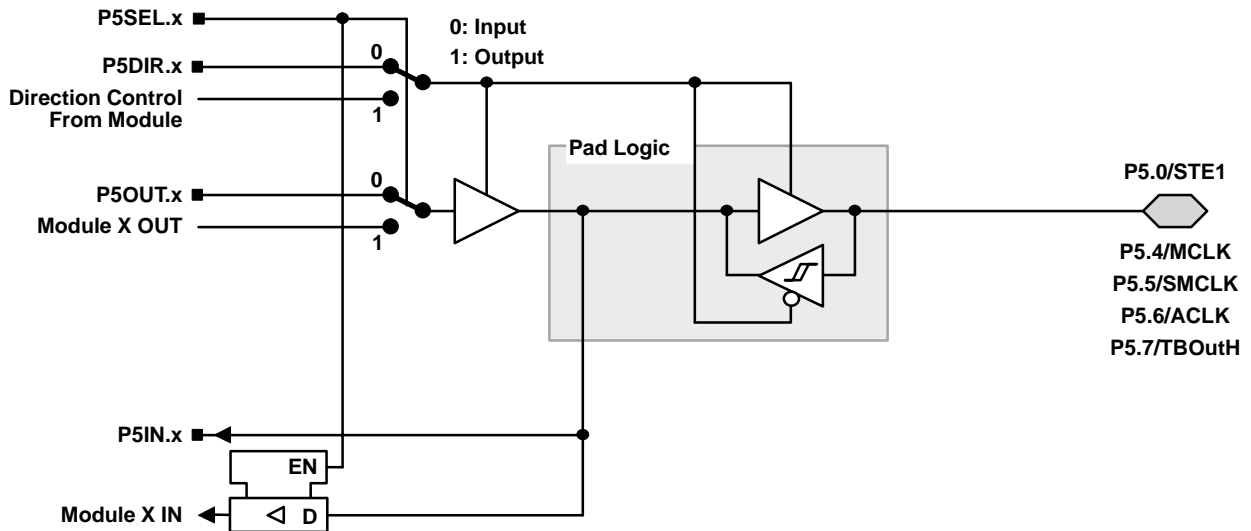 P5SEL.x
0: Input
1: Output
0
P5DIR.x
Direction Control
From Module
1
Pad Logic
P5.0/STE1
0
P5OUT.x
Module X OUT
1
P5.4/MCLK
P5.5/SMCLK
P5.6/ACLK
P5.7/TBOutH
P5IN.x
EN
Module X IN
D